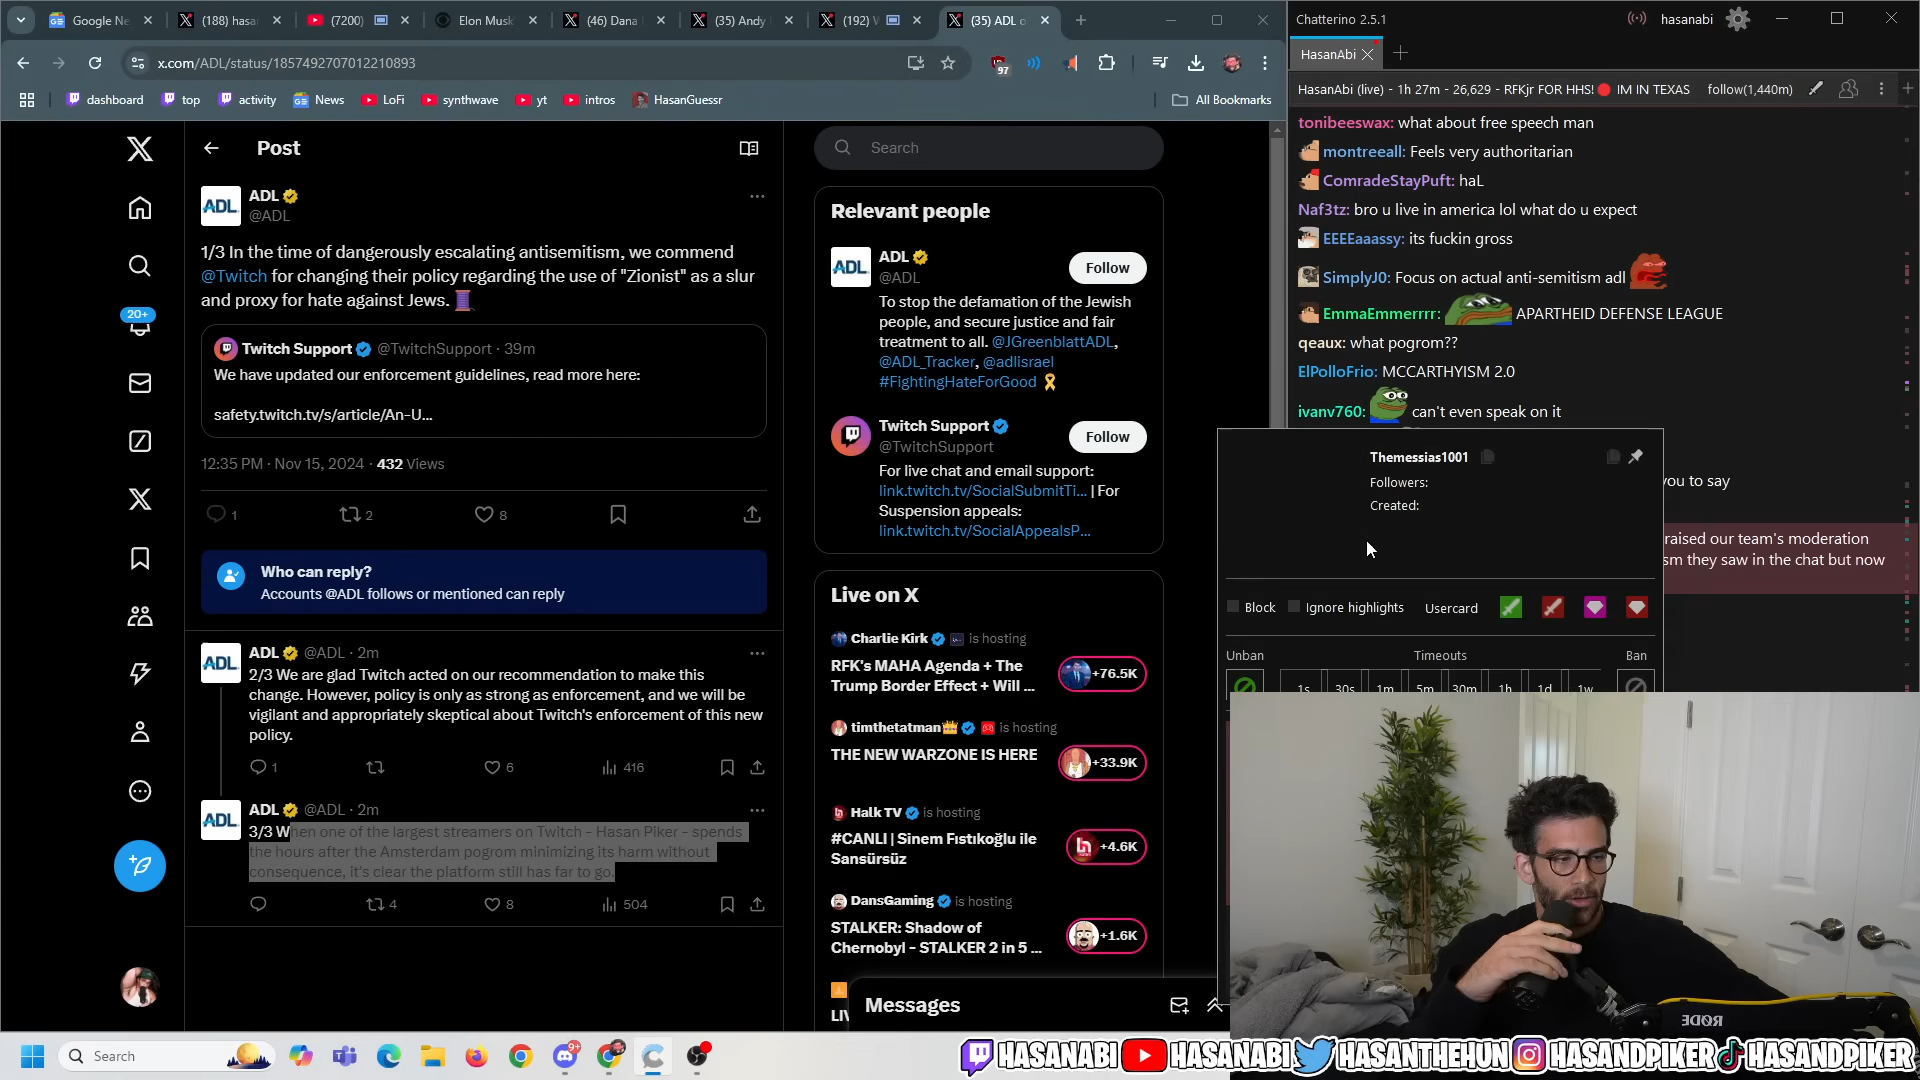 Google Ne
(188) hasan
(7200)
Elon Musk
(46) Dana
(35) Andy
(192) W
(35) ADL o
x.com/ADL/status/1857492707012210893
97
dashboard
top
activity
News
LoFi
synthwave
yt
intros
HasanGuessr
All Bookmarks
20+
Post
ADL
@ADL
1/3 In the time of dangerously escalating antisemitism, we commend
@Twitch for changing their policy regarding the use of "Zionist" as a slur
and proxy for hate against Jews.
Twitch Support @TwitchSupport · 39m
We have updated our enforcement guidelines, read more here:
safety.twitch.tv/s/article/An-U...
12:35 PM · Nov 15, 2024 · 432 Views
1
2
8
Who can reply?
Accounts @ADL follows or mentioned can reply
ADL @ADL · 2m
2/3 We are glad Twitch acted on our recommendation to make this
change. However, policy is only as strong as enforcement, and we will be
vigilant and appropriately skeptical about Twitch's enforcement of this new
policy.
1
6
416
ADL @ADL · 2m
3/3 When one of the largest streamers on Twitch - Hasan Piker - spends
the hours after the Amsterdam pogrom minimizing its harm without
consequence, it's clear the platform still has far to go.
4
8
504
Search
Relevant people
ADL
@ADL
Follow
To stop the defamation of the Jewish
people, and secure justice and fair
treatment to all. @JGreenblattADL,
@ADL_Tracker, @adlisrael
#FightingHateForGood
Twitch Support
@TwitchSupport
Follow
For live chat and email support:
link.twitch.tv/SocialSubmitTi... | For
Suspension appeals:
link.twitch.tv/SocialAppealsP...
Live on X
Charlie Kirk is hosting
RFK's MAHA Agenda + The
Trump Border Effect + Will ...
+76.5K
timthetatman is hosting
THE NEW WARZONE IS HERE
+33.9K
Halk TV is hosting
#CANLI | Sinem Fıstıkoğlu ile
Sansürsüz
+4.6K
DansGaming is hosting
STALKER: Shadow of
Chernobyl - STALKER 2 in 5 ...
+1.6K
LIV
Messages
Chatterino 2.5.1
hasanabi
HasanAbi
HasanAbi (live) - 1h 27m - 26,629 - RFKjr FOR HHS! IM IN TEXAS
follow(1,440m)
tonibeeswax: what about free speech man
montreeall: Feels very authoritarian
ComradeStayPuft: haL
Naf3tz: bro u live in america lol what do u expect
EEEEaaassy: its fuckin gross
SimplyJ0: Focus on actual anti-semitism adl
EmmaEmmerrrr: APARTHEID DEFENSE LEAGUE
qeaux: what pogrom??
ElPolloFrio: MCCARTHYISM 2.0
ivanv760: can't even speak on it
you to say
raised our team's moderation
sm they saw in the chat but now
Themessias1001
Followers:
Created:
Block
Ignore highlights
Usercard
Unban
Timeouts
Ban
1s
30s
1m
5m
30m
1h
1d
1w
RØDE
Search
9+
HASANABI
HASANABI
HASANTHEHUN
HASANDPIKER
HASANDPIKER